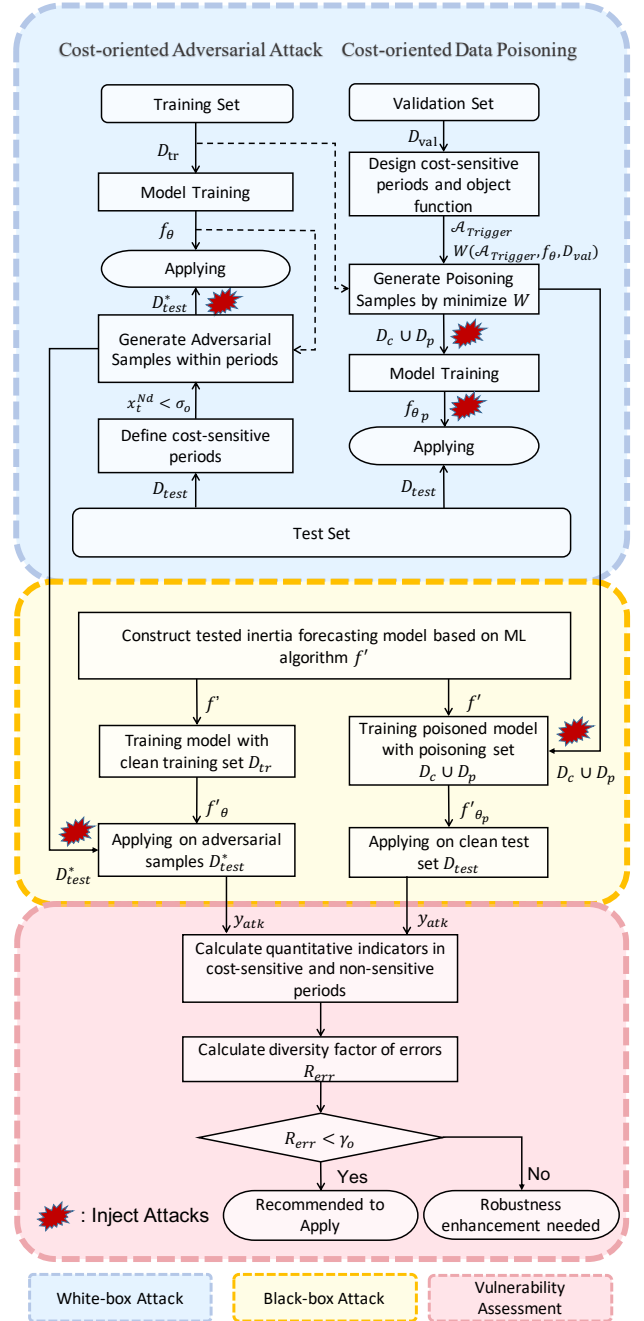 Cost-oriented Adversarial Attack
Cost-oriented Data Poisoning
Training Set
Validation Set
D_tr
D_val
Model Training
Design cost-sensitive
periods and object
function
f_θ
𝒜_Trigger
W(𝒜_Trigger, f_θ, D_val)
Applying
Generate Poisoning
Samples by minimize W
D*_test
D_c ∪ D_p
Generate Adversarial
Samples within periods
Model Training
x_t^Nd < σ_o
f_θ_p
Define cost-sensitive
periods
Applying
D_test
D_test
Test Set
Construct tested inertia forecasting model based on ML
algorithm f′
f'
f′
Training model with
clean training set D_tr
Training poisoned model
with poisoning set
D_c ∪ D_p
D_c ∪ D_p
f′_θ
f′_θ_p
Applying on adversarial
samples D*_test
Applying on clean test
set D_test
D*_test
y_atk
y_atk
Calculate quantitative indicators in
cost-sensitive and non-sensitive
periods
Calculate diversity factor of errors
R_err
R_err < γ_o
Yes
No
Recommended to
Apply
Robustness
enhancement needed
: Inject Attacks
White-box Attack
Black-box Attack
Vulnerability
Assessment